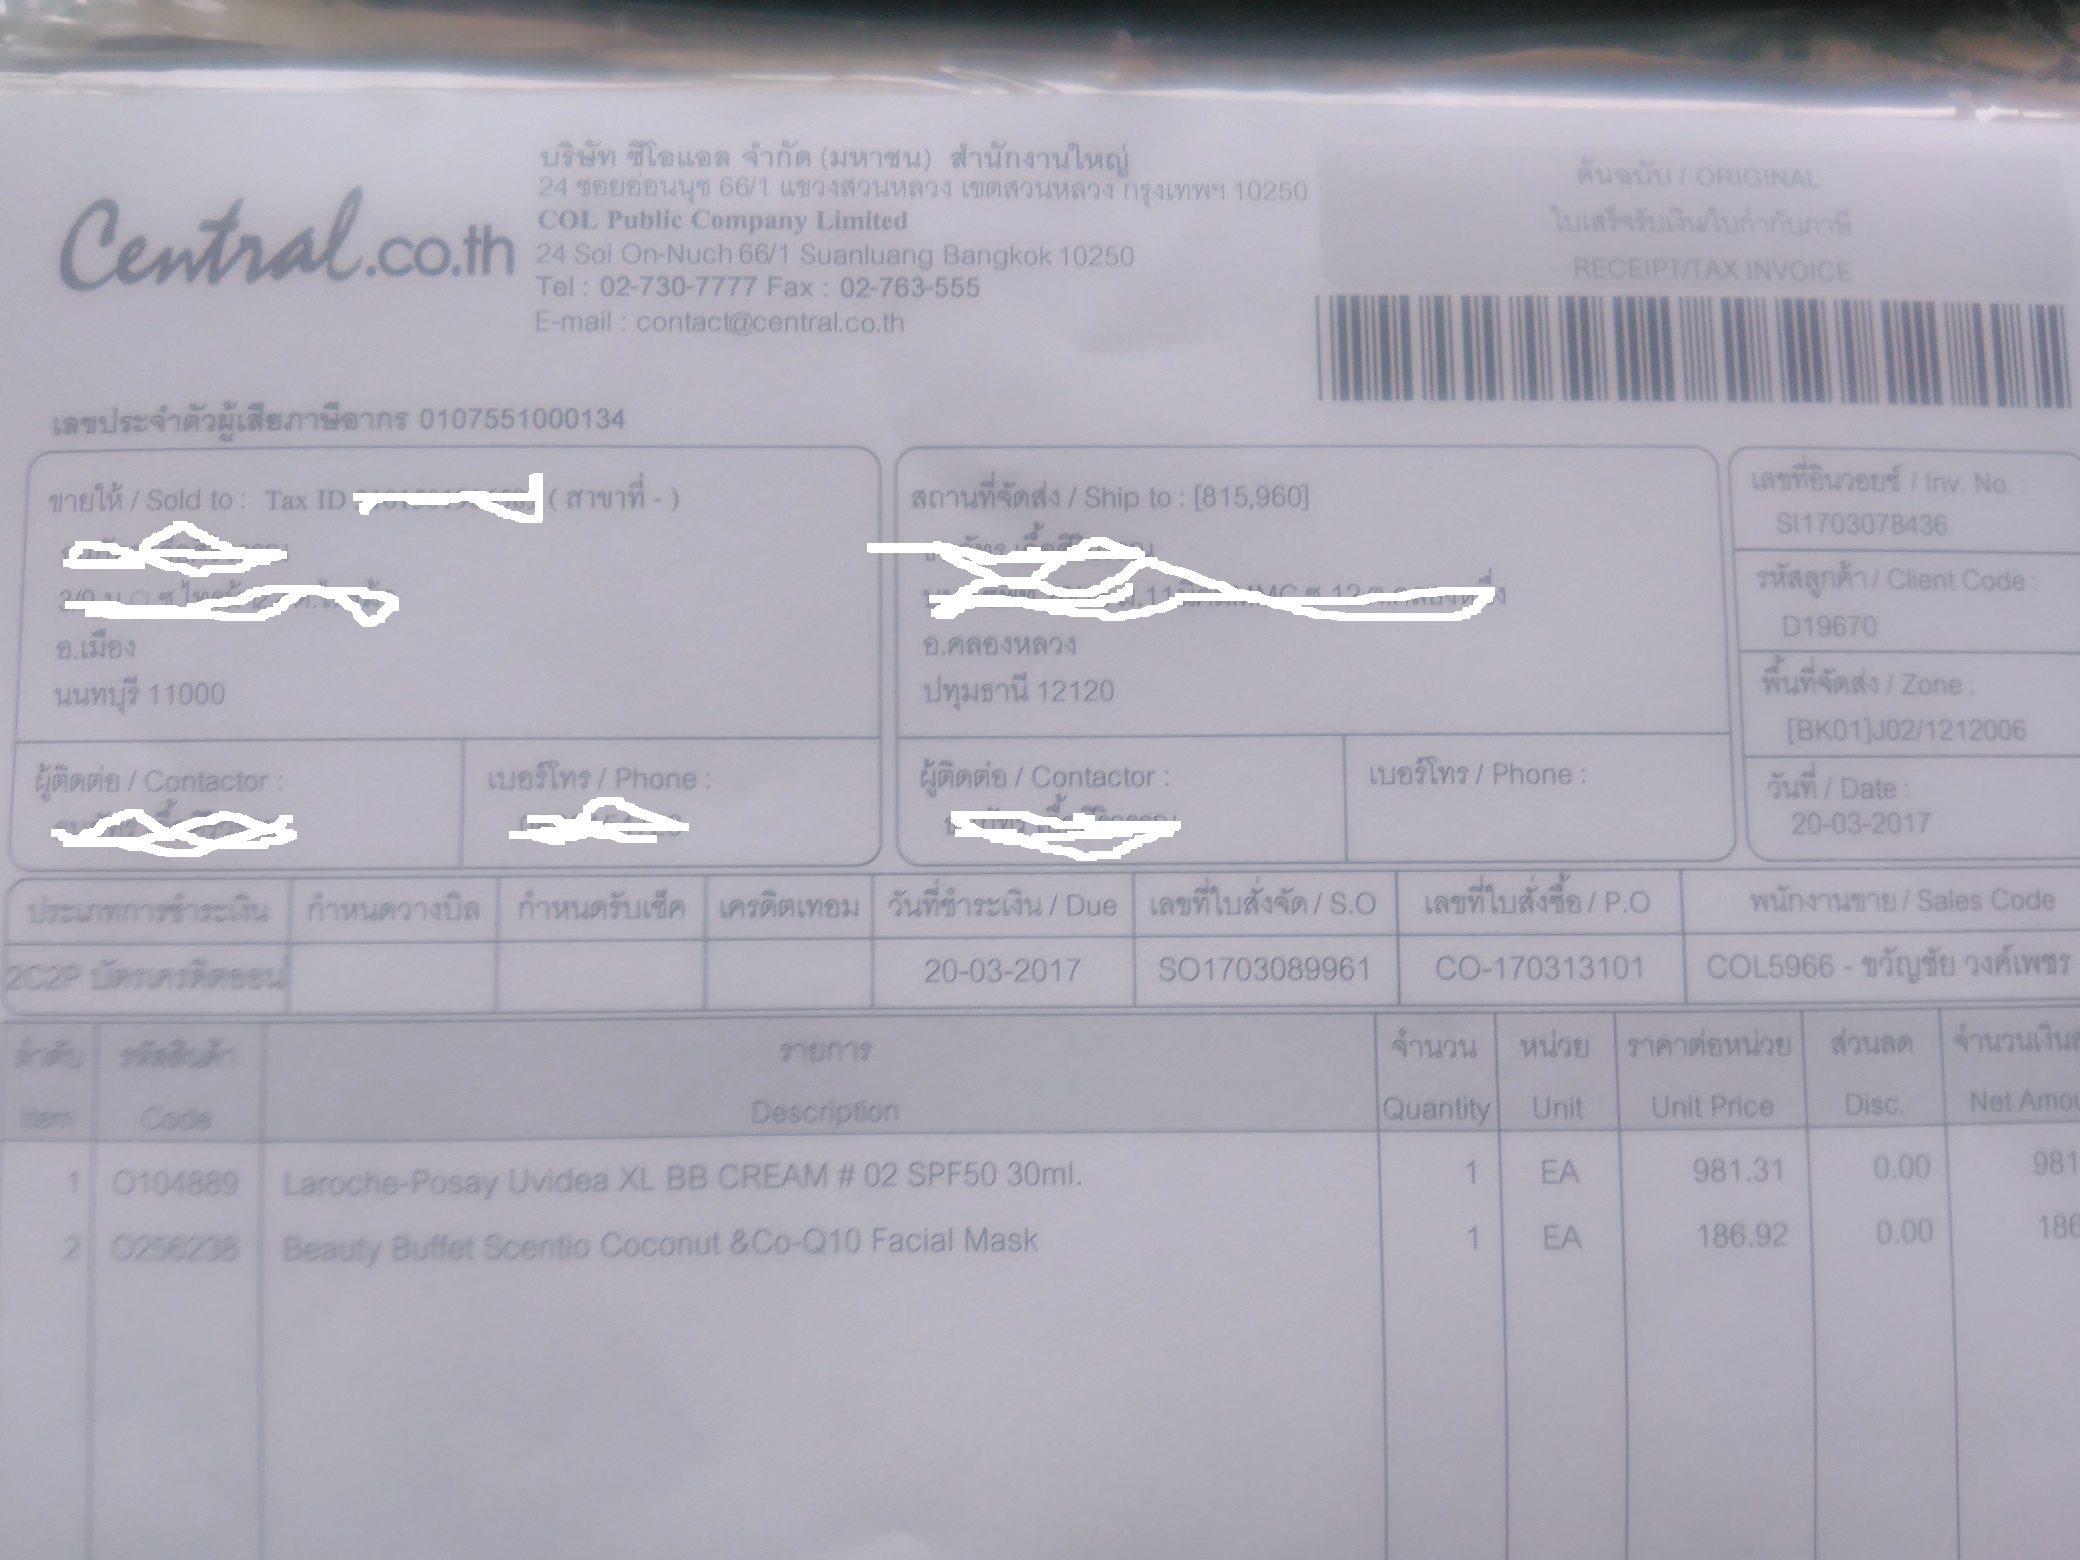 Central.co.th
บริษัท ซีโอแอล จำกัด (มหาชน) สำนักงานใหญ่
24 ซอยอ่อนนุช 66/1 แขวงสวนหลวง เขตสวนหลวง กรุงเทพฯ 10250
COL Public Company Limited
24 Soi On-Nuch 66/1 Suanluang Bangkok 10250
Tel : 02-730-7777 Fax : 02-763-555
E-mail : contact@central.co.th
ต้นฉบับ / ORIGINAL
ใบเสร็จรับเงิน/ใบกำกับภาษี
RECEIPT/TAX INVOICE
เลขประจำตัวผู้เสียภาษีอากร 0107551000134
ขายให้ / Sold to : Tax ID ( สาขาที่ - )
อ.เมือง
นนทบุรี 11000
ผู้ติดต่อ / Contactor :
เบอร์โทร / Phone :
สถานที่จัดส่ง / Ship to : [815,960]
อ.คลองหลวง
ปทุมธานี 12120
ผู้ติดต่อ / Contactor :
เบอร์โทร / Phone :
เลขที่อินวอยซ์ / Inv. No. :
SI1703078436
รหัสลูกค้า / Client Code :
D19670
พื้นที่จัดส่ง / Zone :
[BK01]J02/1212006
วันที่ / Date :
20-03-2017
ประเภทการชำระเงิน กำหนดวางบิล กำหนดรับเช็ค เครดิตเทอม วันที่ชำระเงิน / Due เลขที่ใบสั่งจัด / S.O เลขที่ใบสั่งซื้อ / P.O พนักงานขาย / Sales Code
2C2P บัตรเครดิตออน 20-03-2017 SO1703089961 CO-170313101 COL5966 - ขวัญชัย วงค์เพชร
ลำดับ รหัสสินค้า รายการ จำนวน หน่วย ราคาต่อหน่วย ส่วนลด จำนวนเงิน
Item Code Description Quantity Unit Unit Price Disc. Net Amou
1 O104889 Laroche-Posay Uvidea XL BB CREAM # 02 SPF50 30ml. 1 EA 981.31 0.00 981
2 O256238 Beauty Buffet Scentio Coconut &Co-Q10 Facial Mask 1 EA 186.92 0.00 186